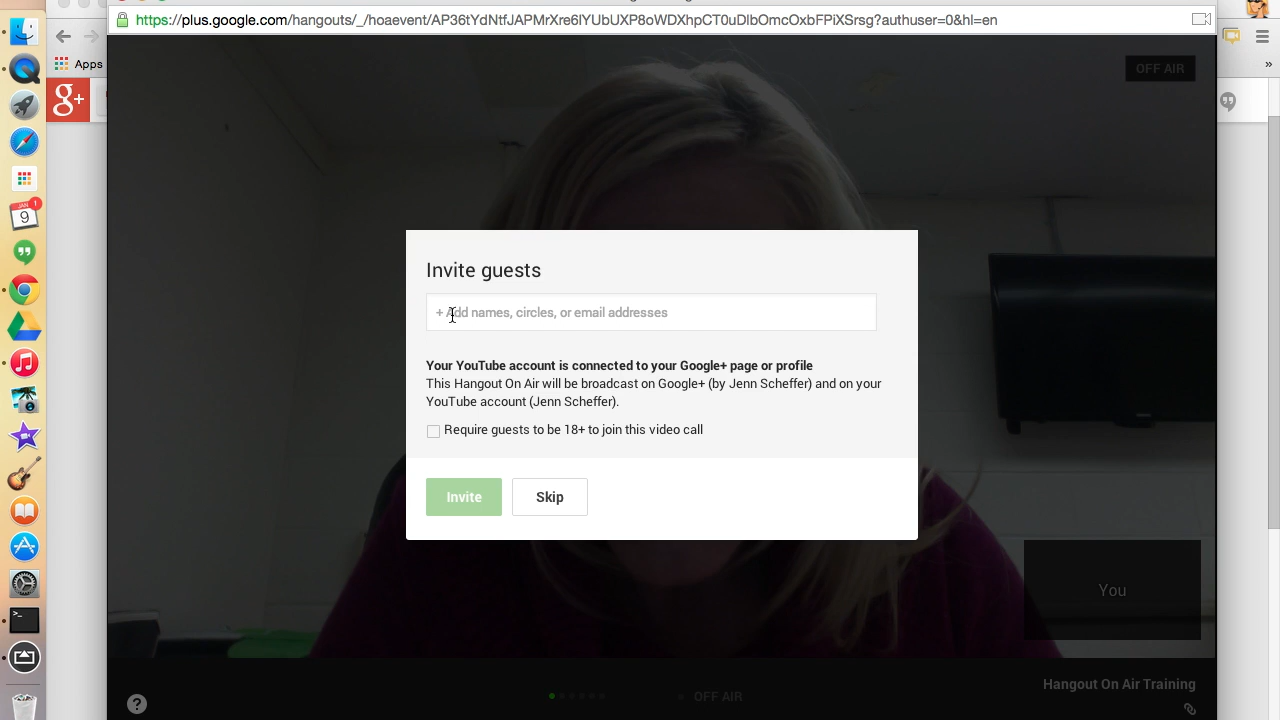 https://plus.google.com/hangouts/_/hoaevent/AP36tYdNtfJAPMrXre6lYUbUXP8oWDXhpCT0uDlbOmcOxbFPiXSrsg?authuser=0&hl=en
Apps
»
g+
OFF AIR
JAN
9
1
Invite guests
+ Add names, circles, or email addresses
Your YouTube account is connected to your Google+ page or profile
This Hangout On Air will be broadcast on Google+ (by Jenn Scheffer) and on your
YouTube account (Jenn Scheffer).
Require guests to be 18+ to join this video call
Invite
Skip
You
Hangout On Air Training
OFF AIR
?